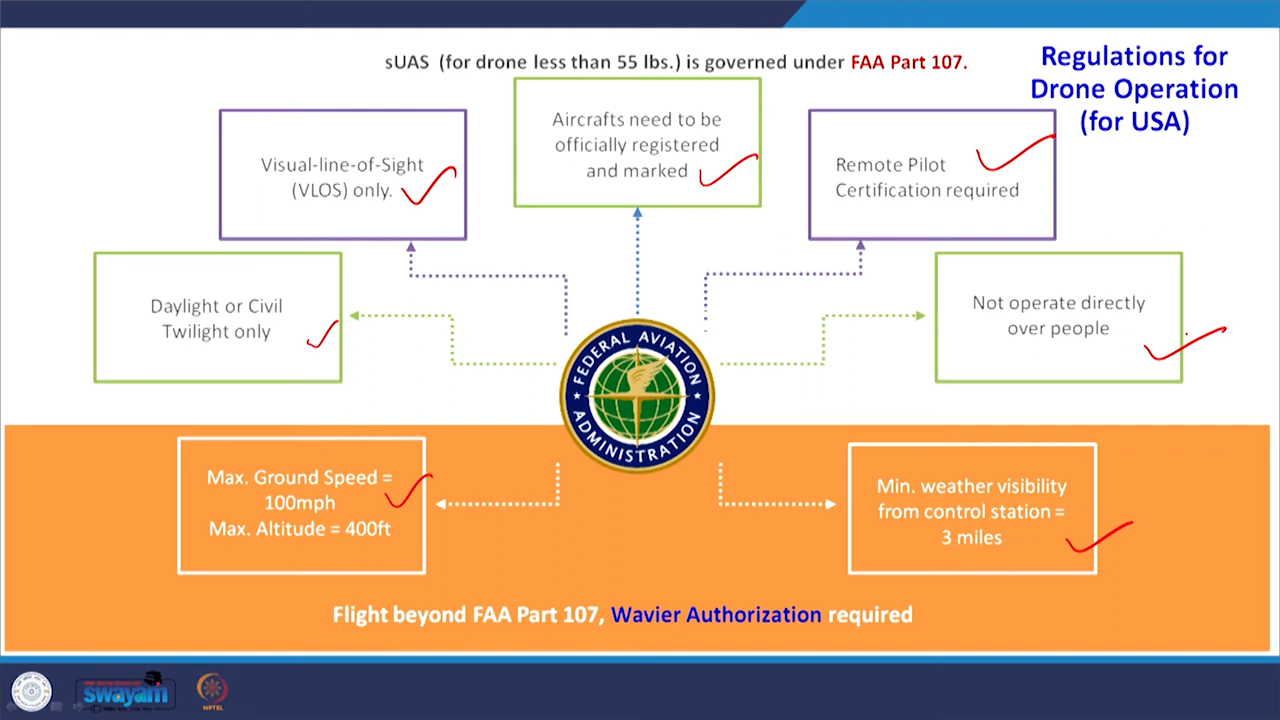 sUAS (for drone less than 55 lbs.) is governed under FAA Part 107.
Regulations for
Drone Operation
(for USA)
Visual-line-of-Sight
(VLOS) only.
Aircrafts need to be
officially registered
and marked
Remote Pilot
Certification required
Daylight or Civil
Twilight only
Not operate directly
over people
FEDERAL AVIATION
ADMINISTRATION
Max. Ground Speed =
100mph
Max. Altitude = 400ft
Min. weather visibility
from control station =
3 miles
Flight beyond FAA Part 107, Wavier Authorization required
swayam
NPTEL